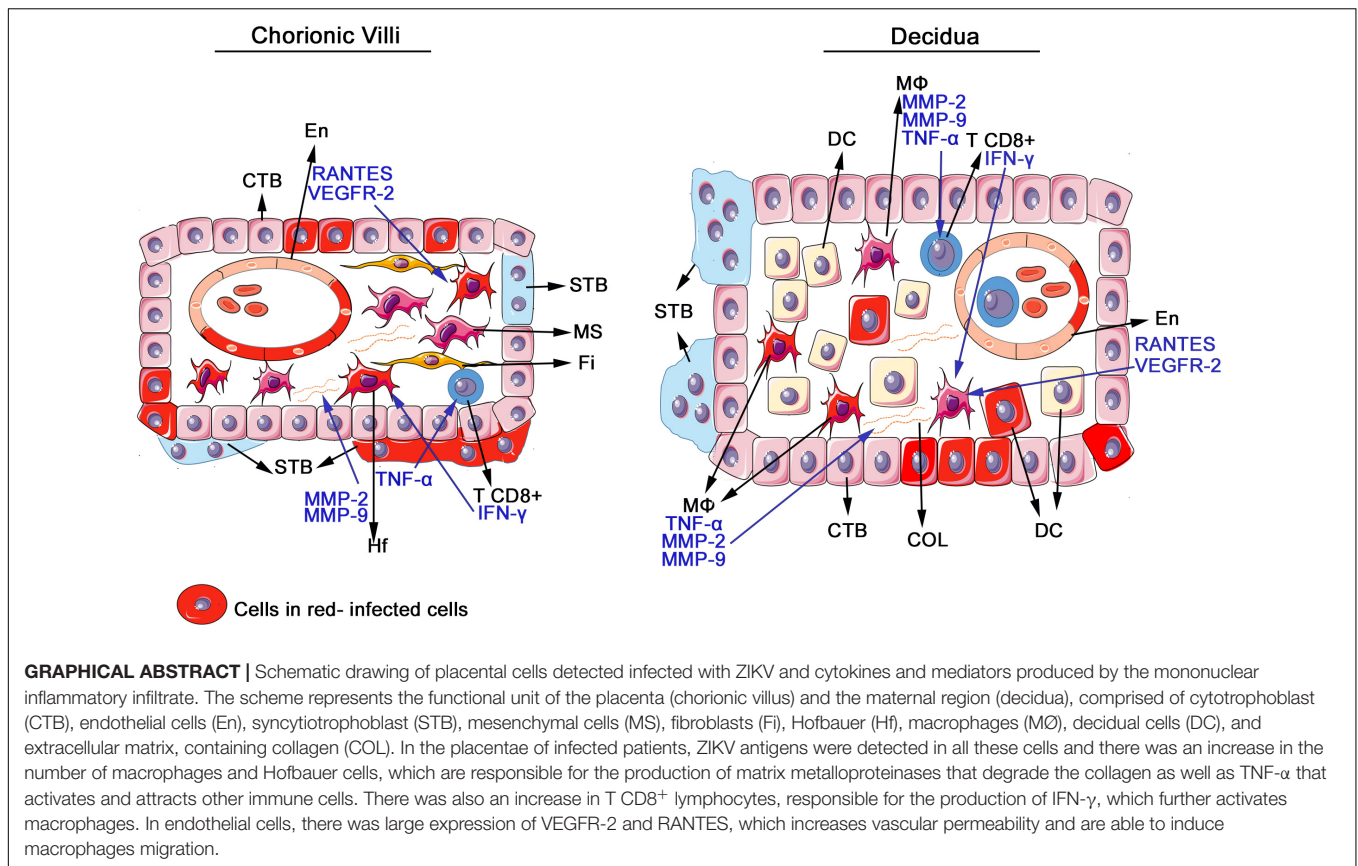 Chorionic Villi
Decidua
En
RANTES
VEGFR-2
CTB
STB
MS
Fi
STB
TNF-α
MMP-2
MMP-9
T CD8+
IFN-γ
Hf
MΦ
MMP-2
MMP-9
TNF-α
T CD8+
IFN-γ
DC
STB
En
RANTES
VEGFR-2
MΦ
TNF-α
MMP-2
MMP-9
CTB
COL
DC
Cells in red- infected cells
GRAPHICAL ABSTRACT | Schematic drawing of placental cells detected infected with ZIKV and cytokines and mediators produced by the mononuclear
inflammatory infiltrate. The scheme represents the functional unit of the placenta (chorionic villus) and the maternal region (decidua), comprised of cytotrophoblast
(CTB), endothelial cells (En), syncytiotrophoblast (STB), mesenchymal cells (MS), fibroblasts (Fi), Hofbauer (Hf), macrophages (MØ), decidual cells (DC), and
extracellular matrix, containing collagen (COL). In the placentae of infected patients, ZIKV antigens were detected in all these cells and there was an increase in the
number of macrophages and Hofbauer cells, which are responsible for the production of matrix metalloproteinases that degrade the collagen as well as TNF-α that
activates and attracts other immune cells. There was also an increase in T CD8⁺ lymphocytes, responsible for the production of IFN-γ, which further activates
macrophages. In endothelial cells, there was large expression of VEGFR-2 and RANTES, which increases vascular permeability and are able to induce
macrophages migration.